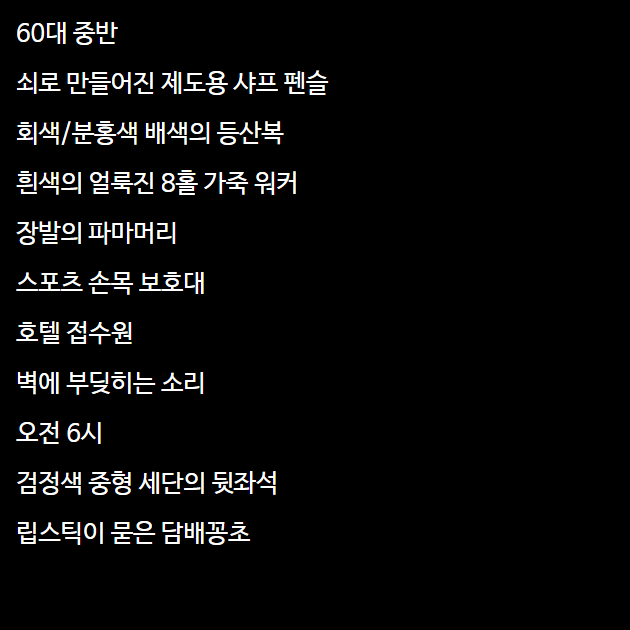 60대 중반
쇠로 만들어진 제도용 샤프 펜슬
회색/분홍색 배색의 등산복
흰색의 얼룩진 8홀 가죽 워커
장발의 파마머리
스포츠 손목 보호대
호텔 접수원
벽에 부딪히는 소리
오전 6시
검정색 중형 세단의 뒷좌석
립스틱이 묻은 담배꽁초